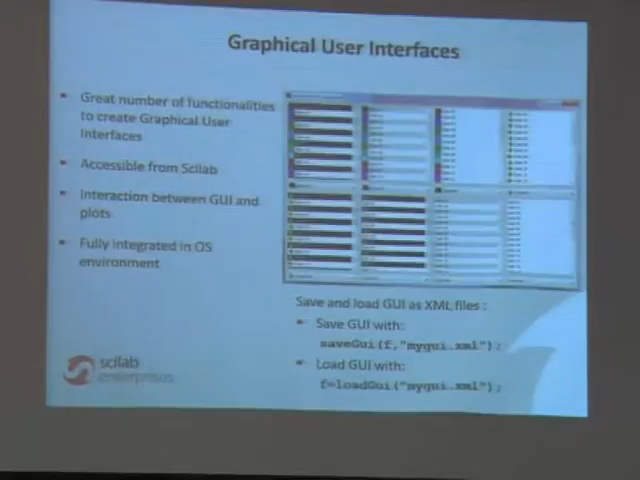 Graphical User Interfaces
Great number of functionalities
to create Graphical User
Interfaces
Accessible from Scilab
Interaction between GUI and
plots
Fully integrated in OS
environment
Save and load GUI as XML files :
Save GUI with:
saveGui(f,"mygui.xml");
Load GUI with:
f=loadGui("mygui.xml");
scilab
enterprises